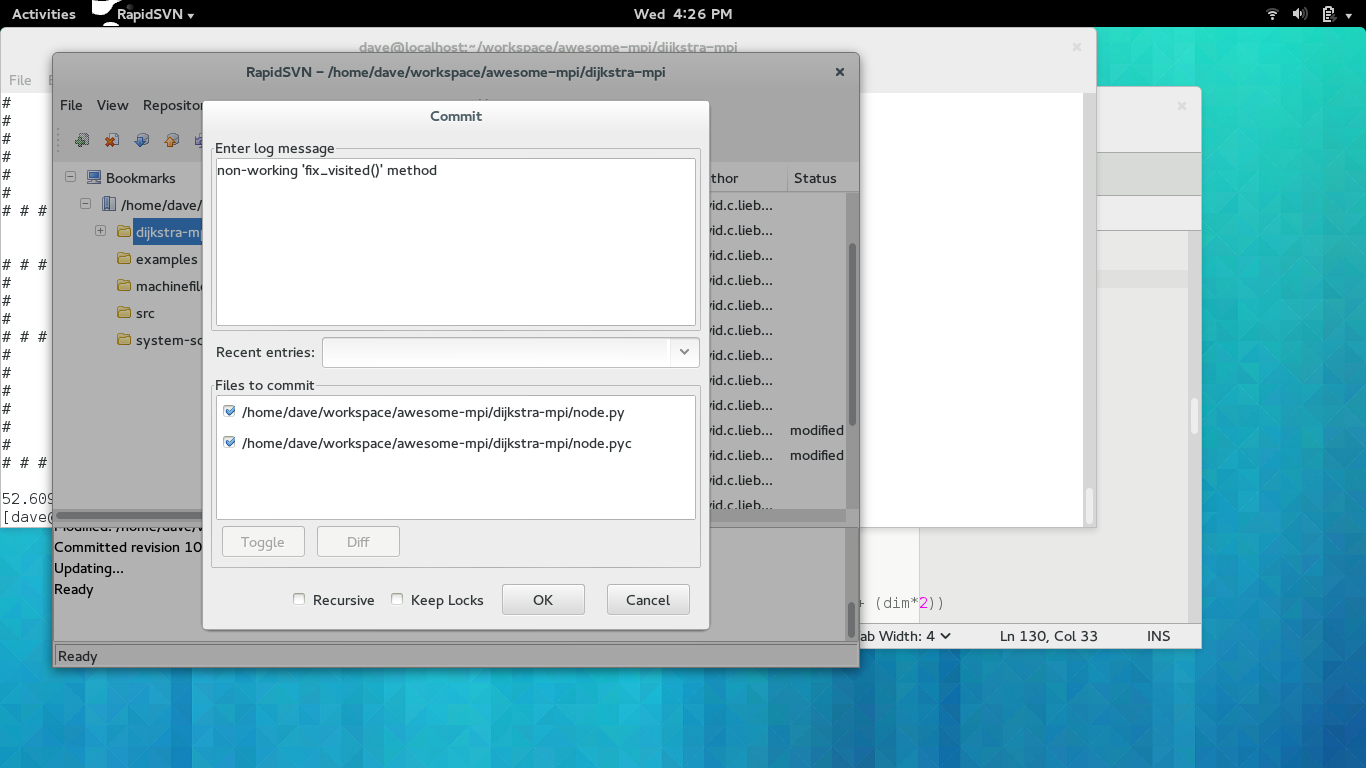 Activities RapidSVN Wed 4:26 PM
dave@localhost:~/workspace/awesome-mpi/dijkstra-mpi
File
RapidSVN – /home/dave/workspace/awesome-mpi/dijkstra-mpi
File View
Commit
Enter log message
non-working 'fix_visited()' method
Bookmarks
/home/dave/
dijkstra-mp
examples
machinefile
src
system-sc
thor Status
vid.c.lieb...
vid.c.lieb...
vid.c.lieb...
vid.c.lieb...
vid.c.lieb...
vid.c.lieb...
vid.c.lieb...
vid.c.lieb...
vid.c.lieb...
vid.c.lieb... modified
vid.c.lieb... modified
vid.c.lieb...
vid.c.lieb...
#
#
#
#
#
#
# # #
# # #
#
#
#
# # #
#
#
#
#
#
#
# # #
52.609
[dave@
Recent entries:
Files to commit
/home/dave/workspace/awesome-mpi/dijkstra-mpi/node.py
/home/dave/workspace/awesome-mpi/dijkstra-mpi/node.pyc
Toggle Diff
Recursive Keep Locks OK Cancel
Modified: /home/dave/w
Committed revision 10
Updating...
Ready
Ready
+ (dim*2))
ab Width: 4 Ln 130, Col 33 INS